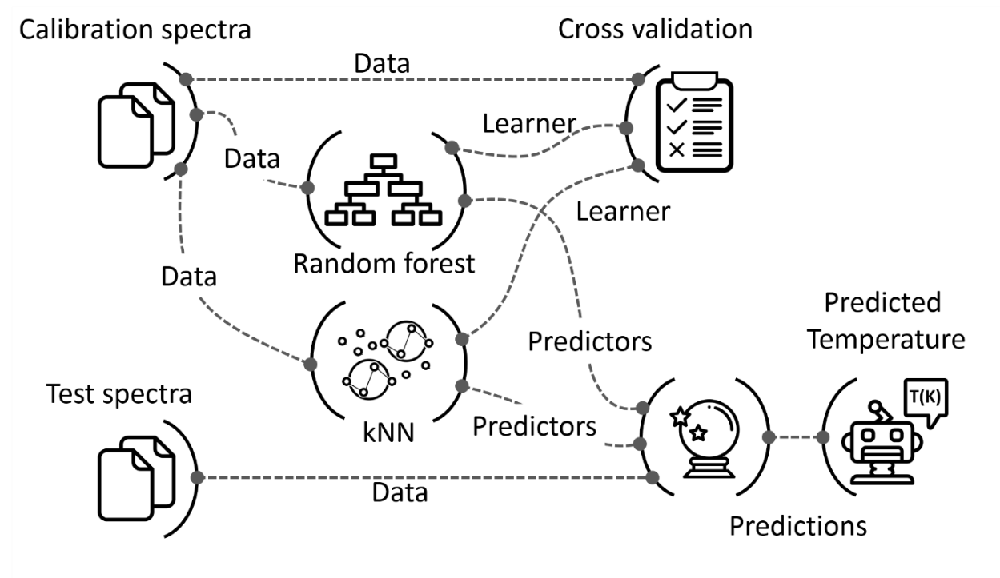 Calibration spectra
Cross validation
Data
Learner
Data
Learner
Random forest
Data
Predicted
Temperature
Predictors
Test spectra
T(K)
kNN
Predictors
Data
Predictions